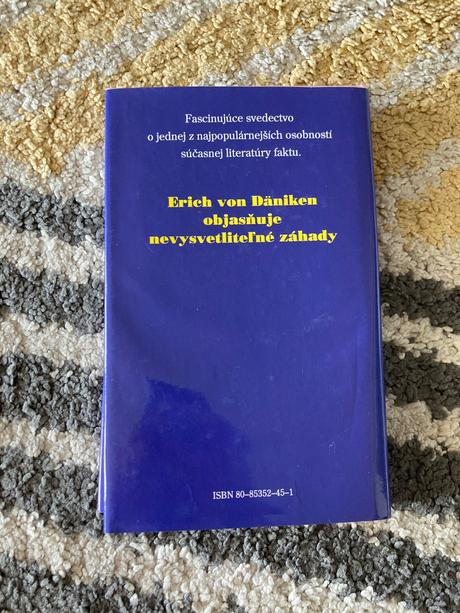 Fascinujúce svedectvo
o jednej z najpopulárnejších osobností
súčasnej literatúry faktu.
Erich von Däniken
objasňuje
nevysvetliteľné záhady
ISBN 80–85352–45–1